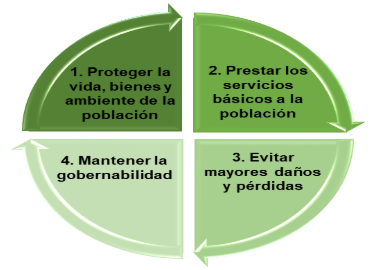 1. Proteger la
vida, bienes y
ambiente de la
población
2. Prestar los
servicios
básicos a la
población
3. Evitar
mayores daños
y pérdidas
4. Mantener la
gobernabilidad